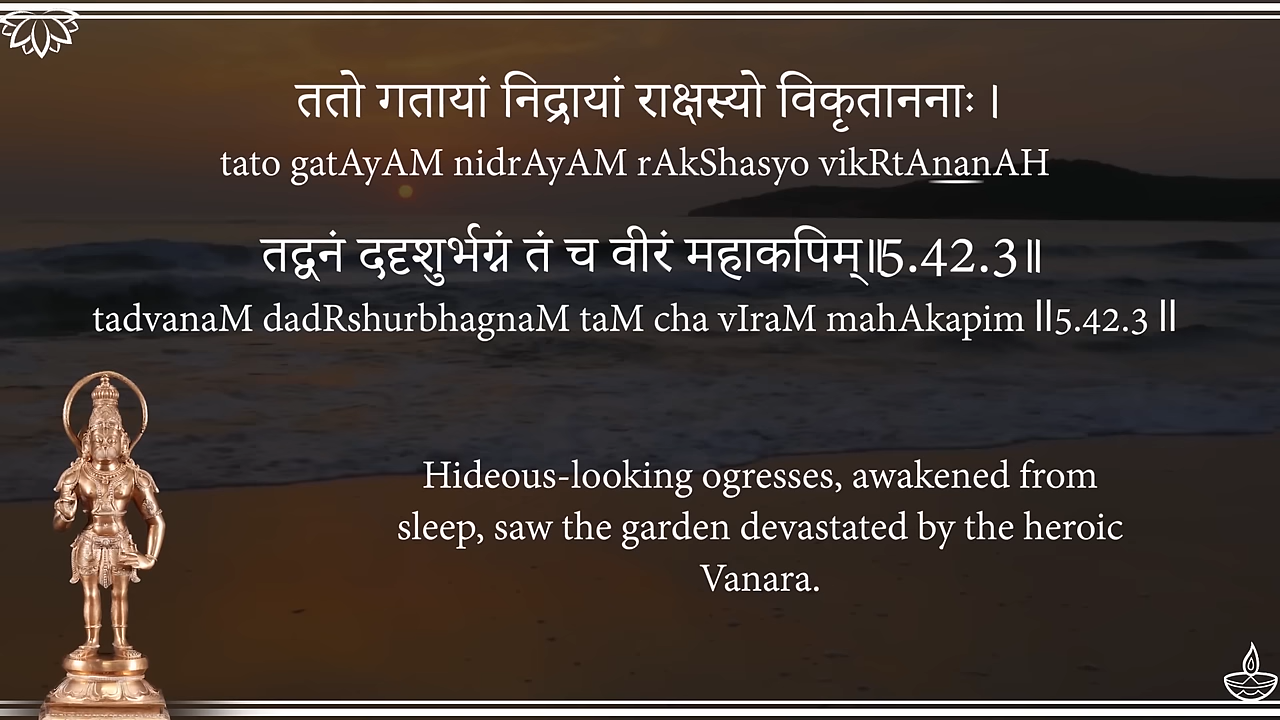 ततो गतायां निद्रायां राक्षस्यो विकृताननाः ।
tato gatAyAM nidrAyAM rAkShasyo vikRtAnanAH
तद्वनं ददृशुर्भग्नं तं च वीरं महाकपिम्॥5.42.3॥
tadvanaM dadRshurbhagnaM taM cha vIraM mahAkapim ॥5.42.3 ॥
Hideous-looking ogresses, awakened from
sleep, saw the garden devastated by the heroic
Vanara.